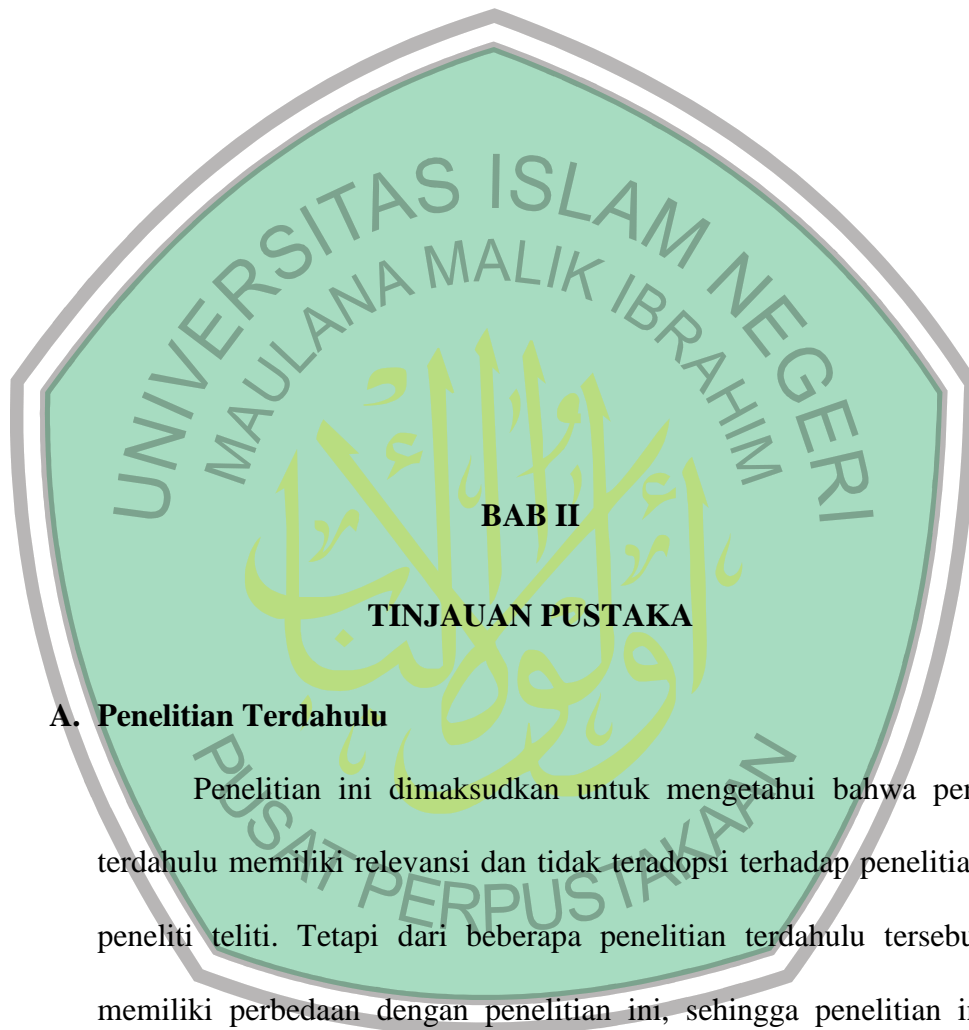 UNIVERSITAS ISLAM NEGERI
MAULANA MALIK IBRAHIM
BAB II
TINJAUAN PUSTAKA
A. Penelitian Terdahulu
Penelitian ini dimaksudkan untuk mengetahui bahwa pen
terdahulu memiliki relevansi dan tidak teradopsi terhadap penelitia
peneliti teliti. Tetapi dari beberapa penelitian terdahulu tersebu
memiliki perbedaan dengan penelitian ini, sehingga penelitian in
PUSAT PERPUSTAKAAN